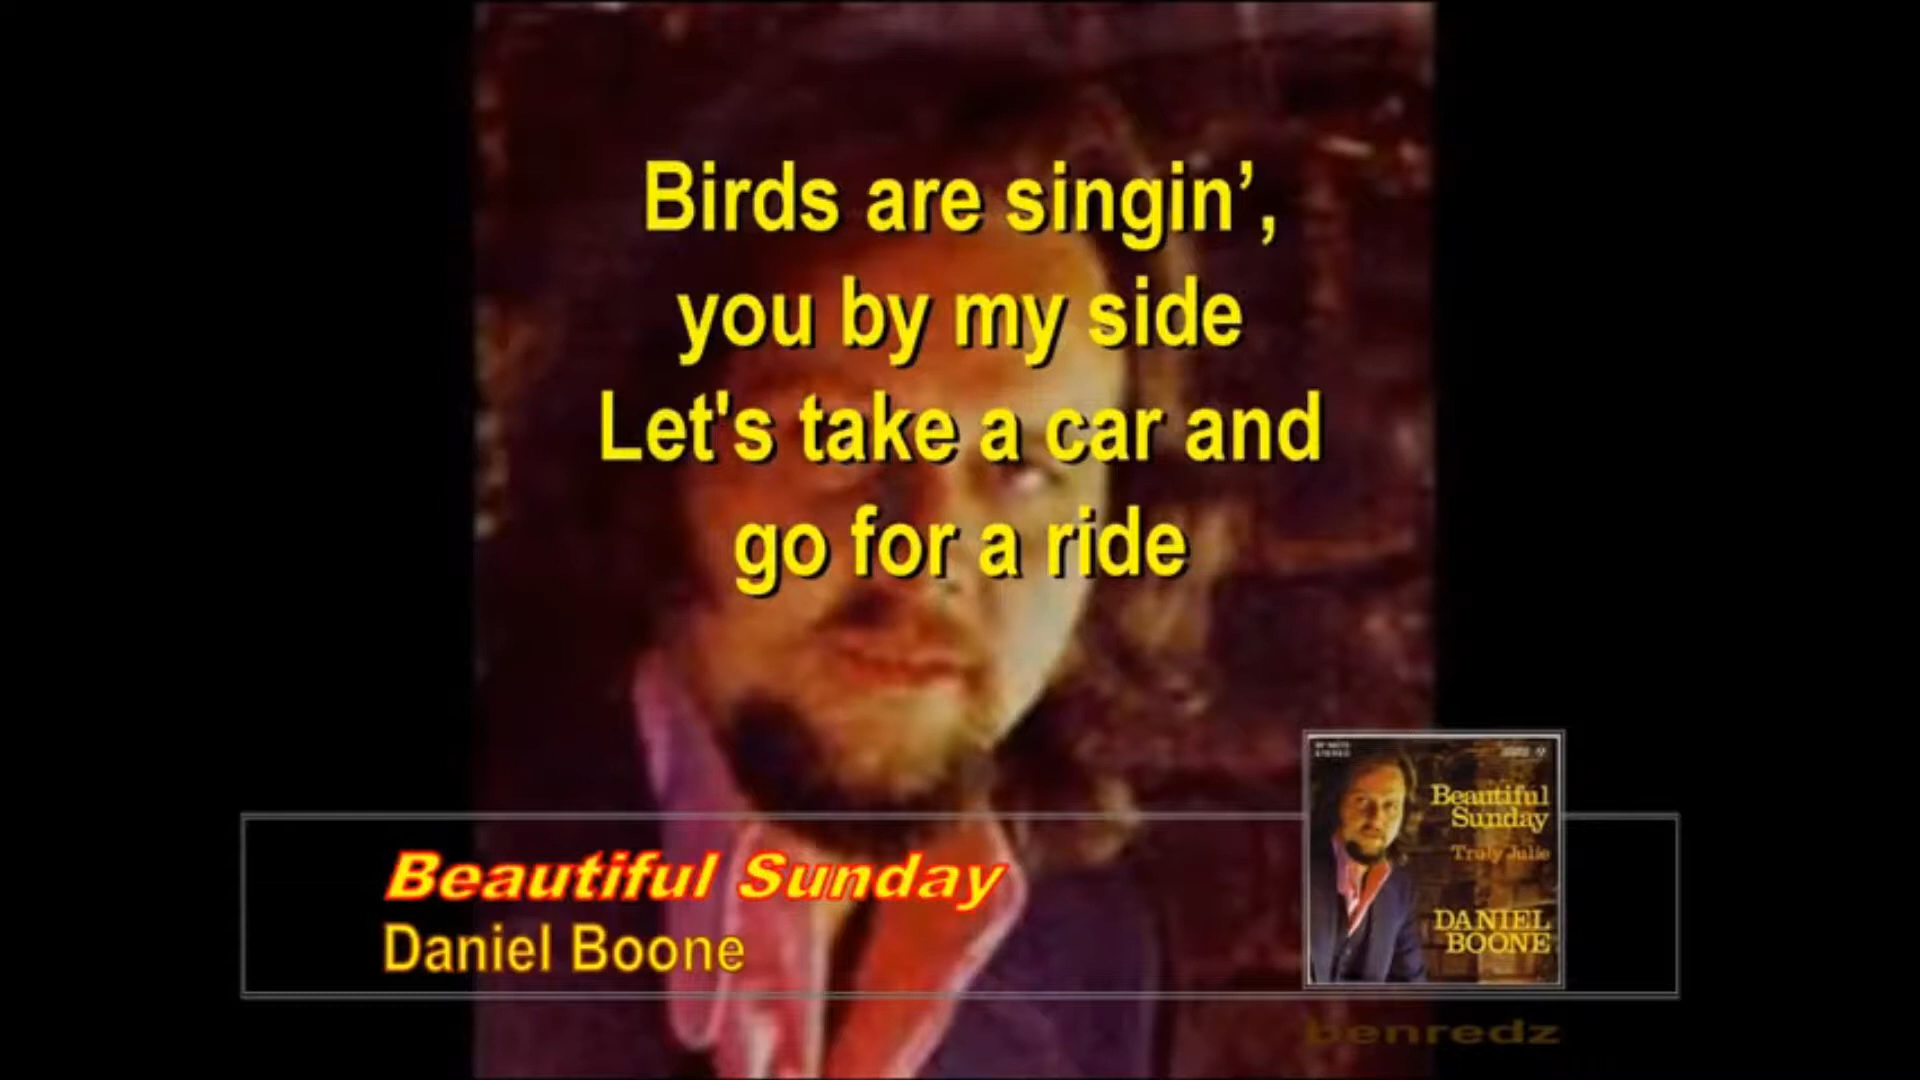 Birds are singin’,
you by my side
Let's take a car and
go for a ride
Beautiful Sunday
Daniel Boone
Beautiful
Sunday
Truly Julie
DANIEL
BOONE
benredz